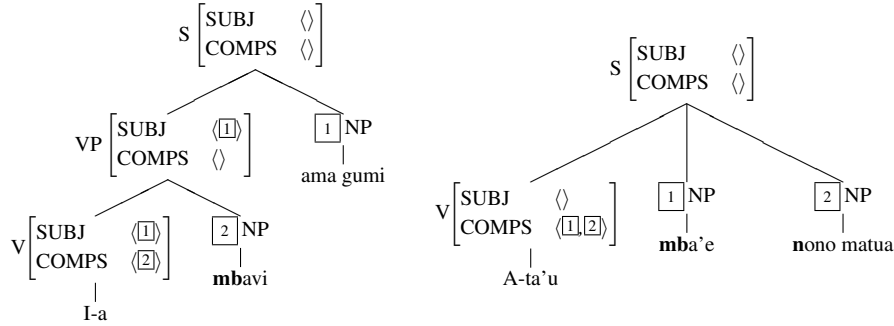 S [SUBJ ⟨⟩
COMPS ⟨⟩]
VP [SUBJ ⟨[1]⟩
COMPS ⟨⟩]
[1] NP
ama gumi
V [SUBJ ⟨[1]⟩
COMPS ⟨[2]⟩]
[2] NP
I-a
mbavi
S [SUBJ ⟨⟩
COMPS ⟨⟩]
V [SUBJ ⟨⟩
COMPS ⟨[1],[2]⟩]
[1] NP
[2] NP
A-ta'u
mba'e
nono matua